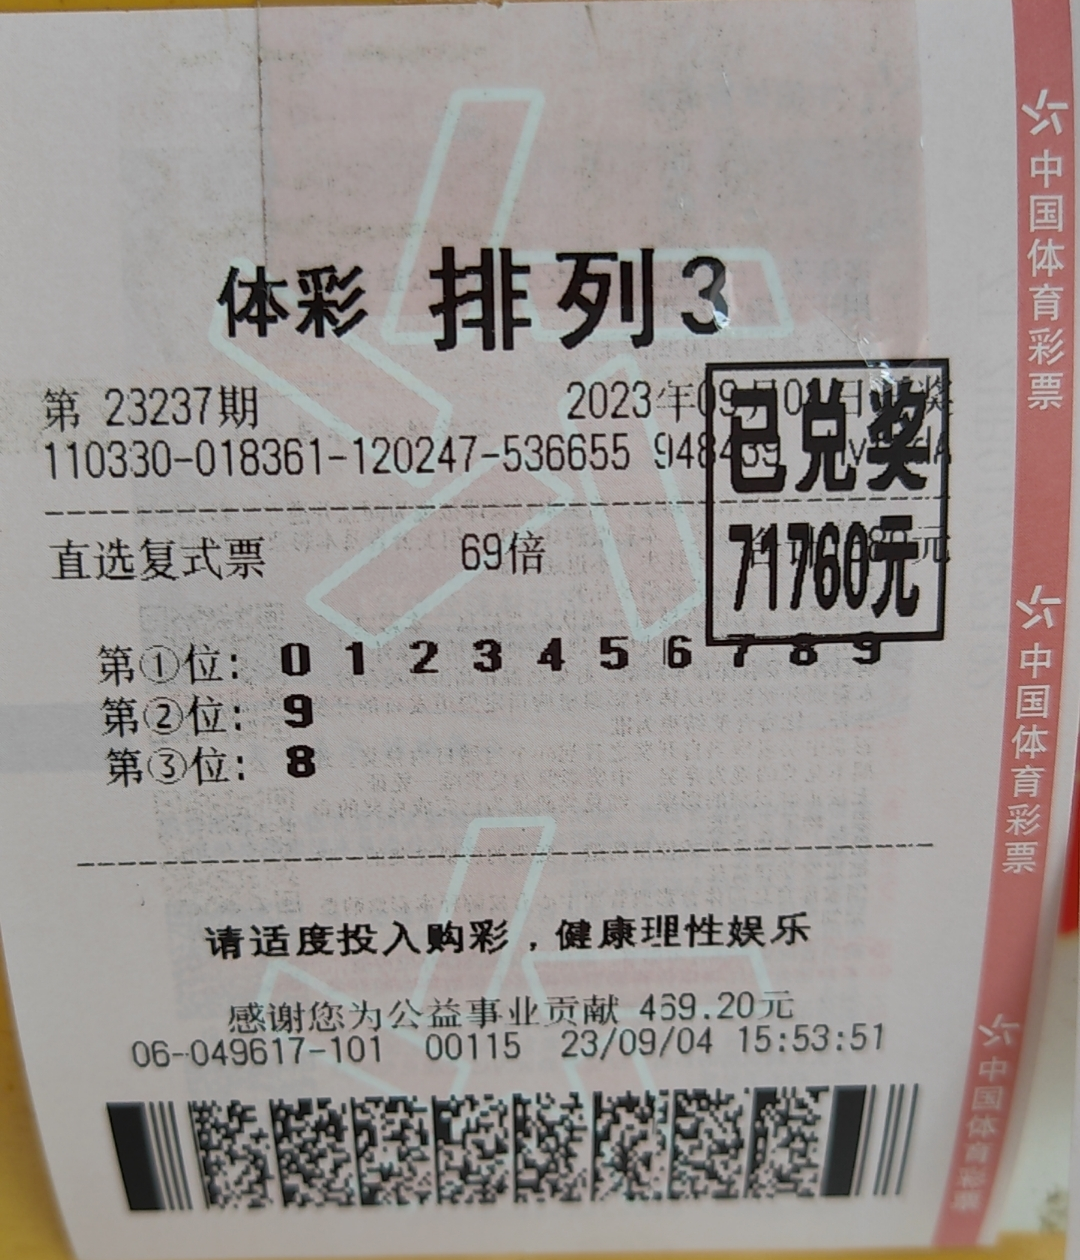 体彩 排列3
第 23237期 2023年09月0
110330-018361-120247-536655 948
已兑奖
71760元
直选复式票 69倍
第①位: 0 1 2 3 4 5 6 7 8 9
第②位: 9
第③位: 8
请适度投入购彩，健康理性娱乐
感谢您为公益事业贡献 469.20元
06-049617-101 00115 23/09/04 15:53:51
中国体育彩票
中国体育彩票
中国体育彩票